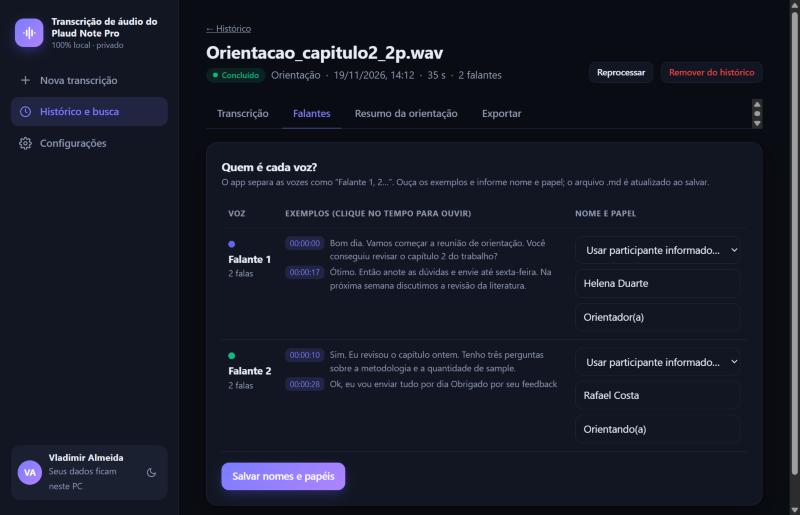 Transcrição de áudio do
Plaud Note Pro
100% local · privado
Nova transcrição
Histórico e busca
Configurações
VA
Vladimir Almeida
Seus dados ficam
neste PC
← Histórico
Orientacao_capitulo2_2p.wav
Concluído
Orientação · 19/11/2026, 14:12 · 35 s · 2 falantes
Reprocessar
Remover do histórico
Transcrição
Falantes
Resumo da orientação
Exportar
Quem é cada voz?
O app separa as vozes como "Falante 1, 2...". Ouça os exemplos e informe nome e papel; o arquivo .md é atualizado ao salvar.
VOZ
EXEMPLOS (CLIQUE NO TEMPO PARA OUVIR)
NOME E PAPEL
Falante 1
2 falas
00:00:00 Bom dia. Vamos começar a reunião de orientação. Você
conseguiu revisar o capítulo 2 do trabalho?
00:00:17 Ótimo. Então anote as dúvidas e envie até sexta-feira. Na
próxima semana discutimos a revisão da literatura.
Usar participante informado...
Helena Duarte
Orientador(a)
Falante 2
2 falas
00:00:10 Sim. Eu revisou o capítulo ontem. Tenho três perguntas
sobre a metodologia e a quantidade de sample.
00:00:28 Ok, eu vou enviar tudo por dia Obrigado por seu feedback
Usar participante informado...
Rafael Costa
Orientando(a)
Salvar nomes e papéis